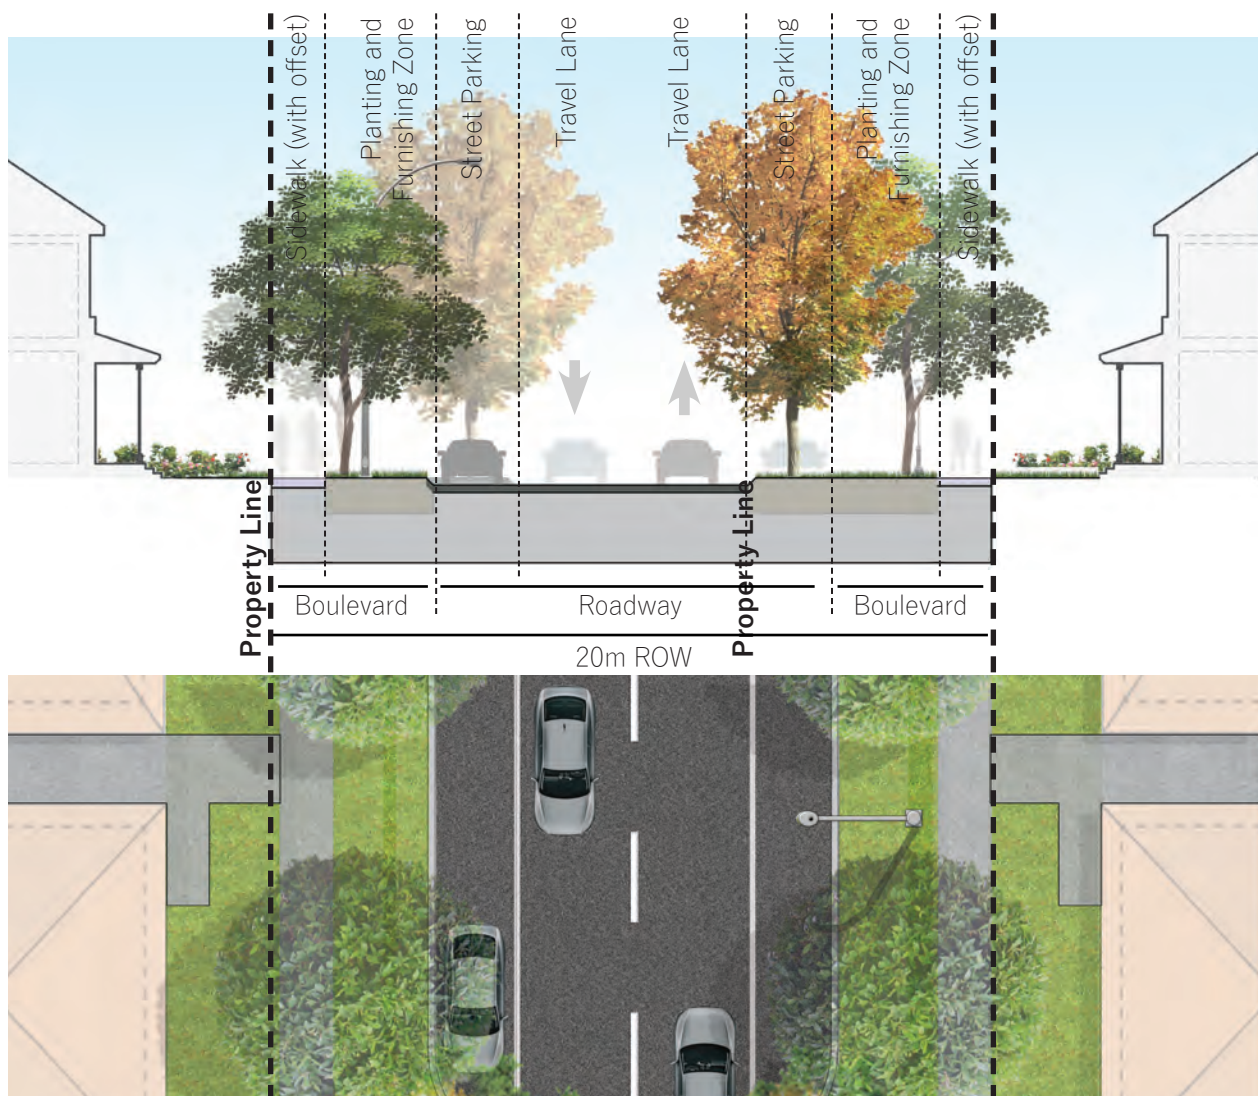 Sidewalk (with offset)
Planting and
Furnishing Zone
Street Parking
Travel Lane
Travel Lane
Street Parking
Planting and
Furnishing Zone
Sidewalk (with offset)
Property Line
Property Line
Boulevard
Roadway
Boulevard
20m ROW